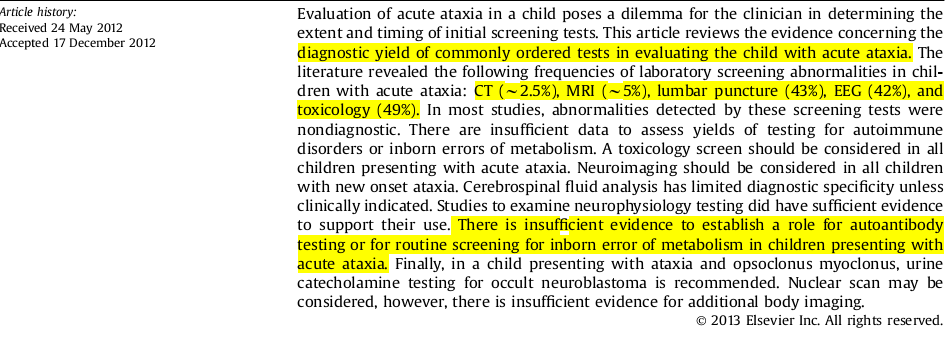 Article history:
Received 24 May 2012
Accepted 17 December 2012
Evaluation of acute ataxia in a child poses a dilemma for the clinician in determining the
extent and timing of initial screening tests. This article reviews the evidence concerning the
diagnostic yield of commonly ordered tests in evaluating the child with acute ataxia. The
literature revealed the following frequencies of laboratory screening abnormalities in chil-
dren with acute ataxia: CT (∼2.5%), MRI (∼5%), lumbar puncture (43%), EEG (42%), and
toxicology (49%). In most studies, abnormalities detected by these screening tests were
nondiagnostic. There are insufficient data to assess yields of testing for autoimmune
disorders or inborn errors of metabolism. A toxicology screen should be considered in all
children presenting with acute ataxia. Neuroimaging should be considered in all children
with new onset ataxia. Cerebrospinal fluid analysis has limited diagnostic specificity unless
clinically indicated. Studies to examine neurophysiology testing did have sufficient evidence
to support their use. There is insufficient evidence to establish a role for autoantibody
testing or for routine screening for inborn error of metabolism in children presenting with
acute ataxia. Finally, in a child presenting with ataxia and opsoclonus myoclonus, urine
catecholamine testing for occult neuroblastoma is recommended. Nuclear scan may be
considered, however, there is insufficient evidence for additional body imaging.
© 2013 Elsevier Inc. All rights reserved.